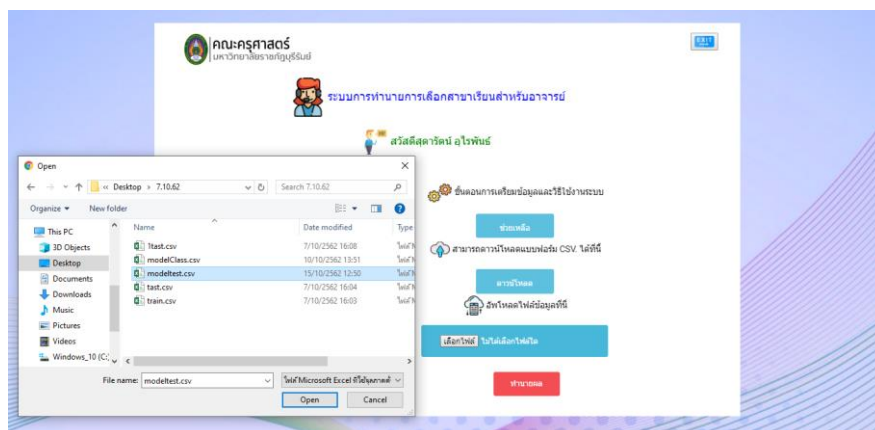 คณะครุศาสตร์
มหาวิทยาลัยราชภัฏบุรีรัมย์
EXIT
ระบบการทำนายการเลือกสาขาเรียนสำหรับอาจารย์
สวัสดีสุดารัตน์ อุไรพันธ์
Open
Desktop > 7.10.62
Search 7.10.62
Organize
New folder
This PC
3D Objects
Desktop
Documents
Downloads
Music
Pictures
Videos
Windows_10 (C:)
Name Date modified Type
1tast.csv 7/10/2562 16:08
modelClass.csv 10/10/2562 13:51
modeltest.csv 15/10/2562 12:50
tast.csv 7/10/2562 16:04
train.csv 7/10/2562 16:03
File name: modeltest.csv
ไฟล์ Microsoft Excel ที่ใช้จุลภาคคั่
Open Cancel
ขั้นตอนการเตรียมข้อมูลและวิธีใช้งานระบบ
ช่วยเหลือ
สามารถดาวน์โหลดแบบฟอร์ม CSV. ได้ที่นี่
ดาวน์โหลด
อัพโหลดไฟล์ข้อมูลที่นี่
เลือกไฟล์ ไม่ได้เลือกไฟล์ใด
ทำนายผล